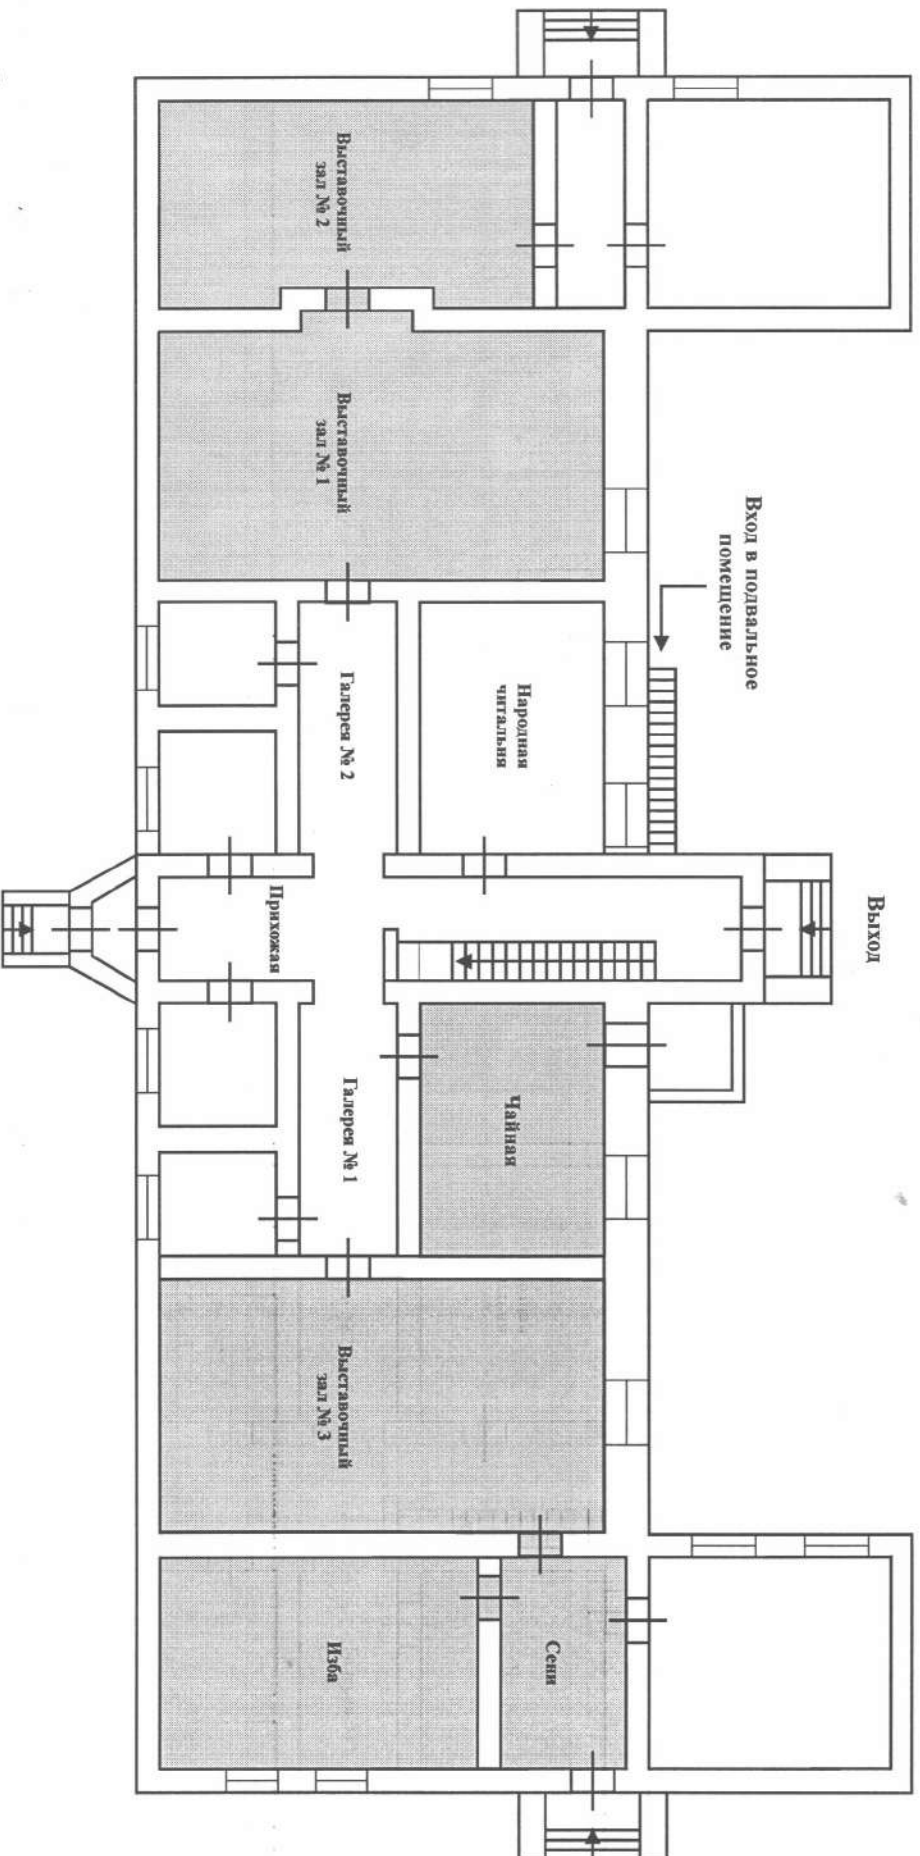 Выход
Вход в подвальное
помещение
Выставочный
зал № 2
Выставочный
зал № 1
Народная
читальня
Галерея № 2
Прихожая
Галерея № 1
Чайная
Выставочный
зал № 3
Сени
Изба